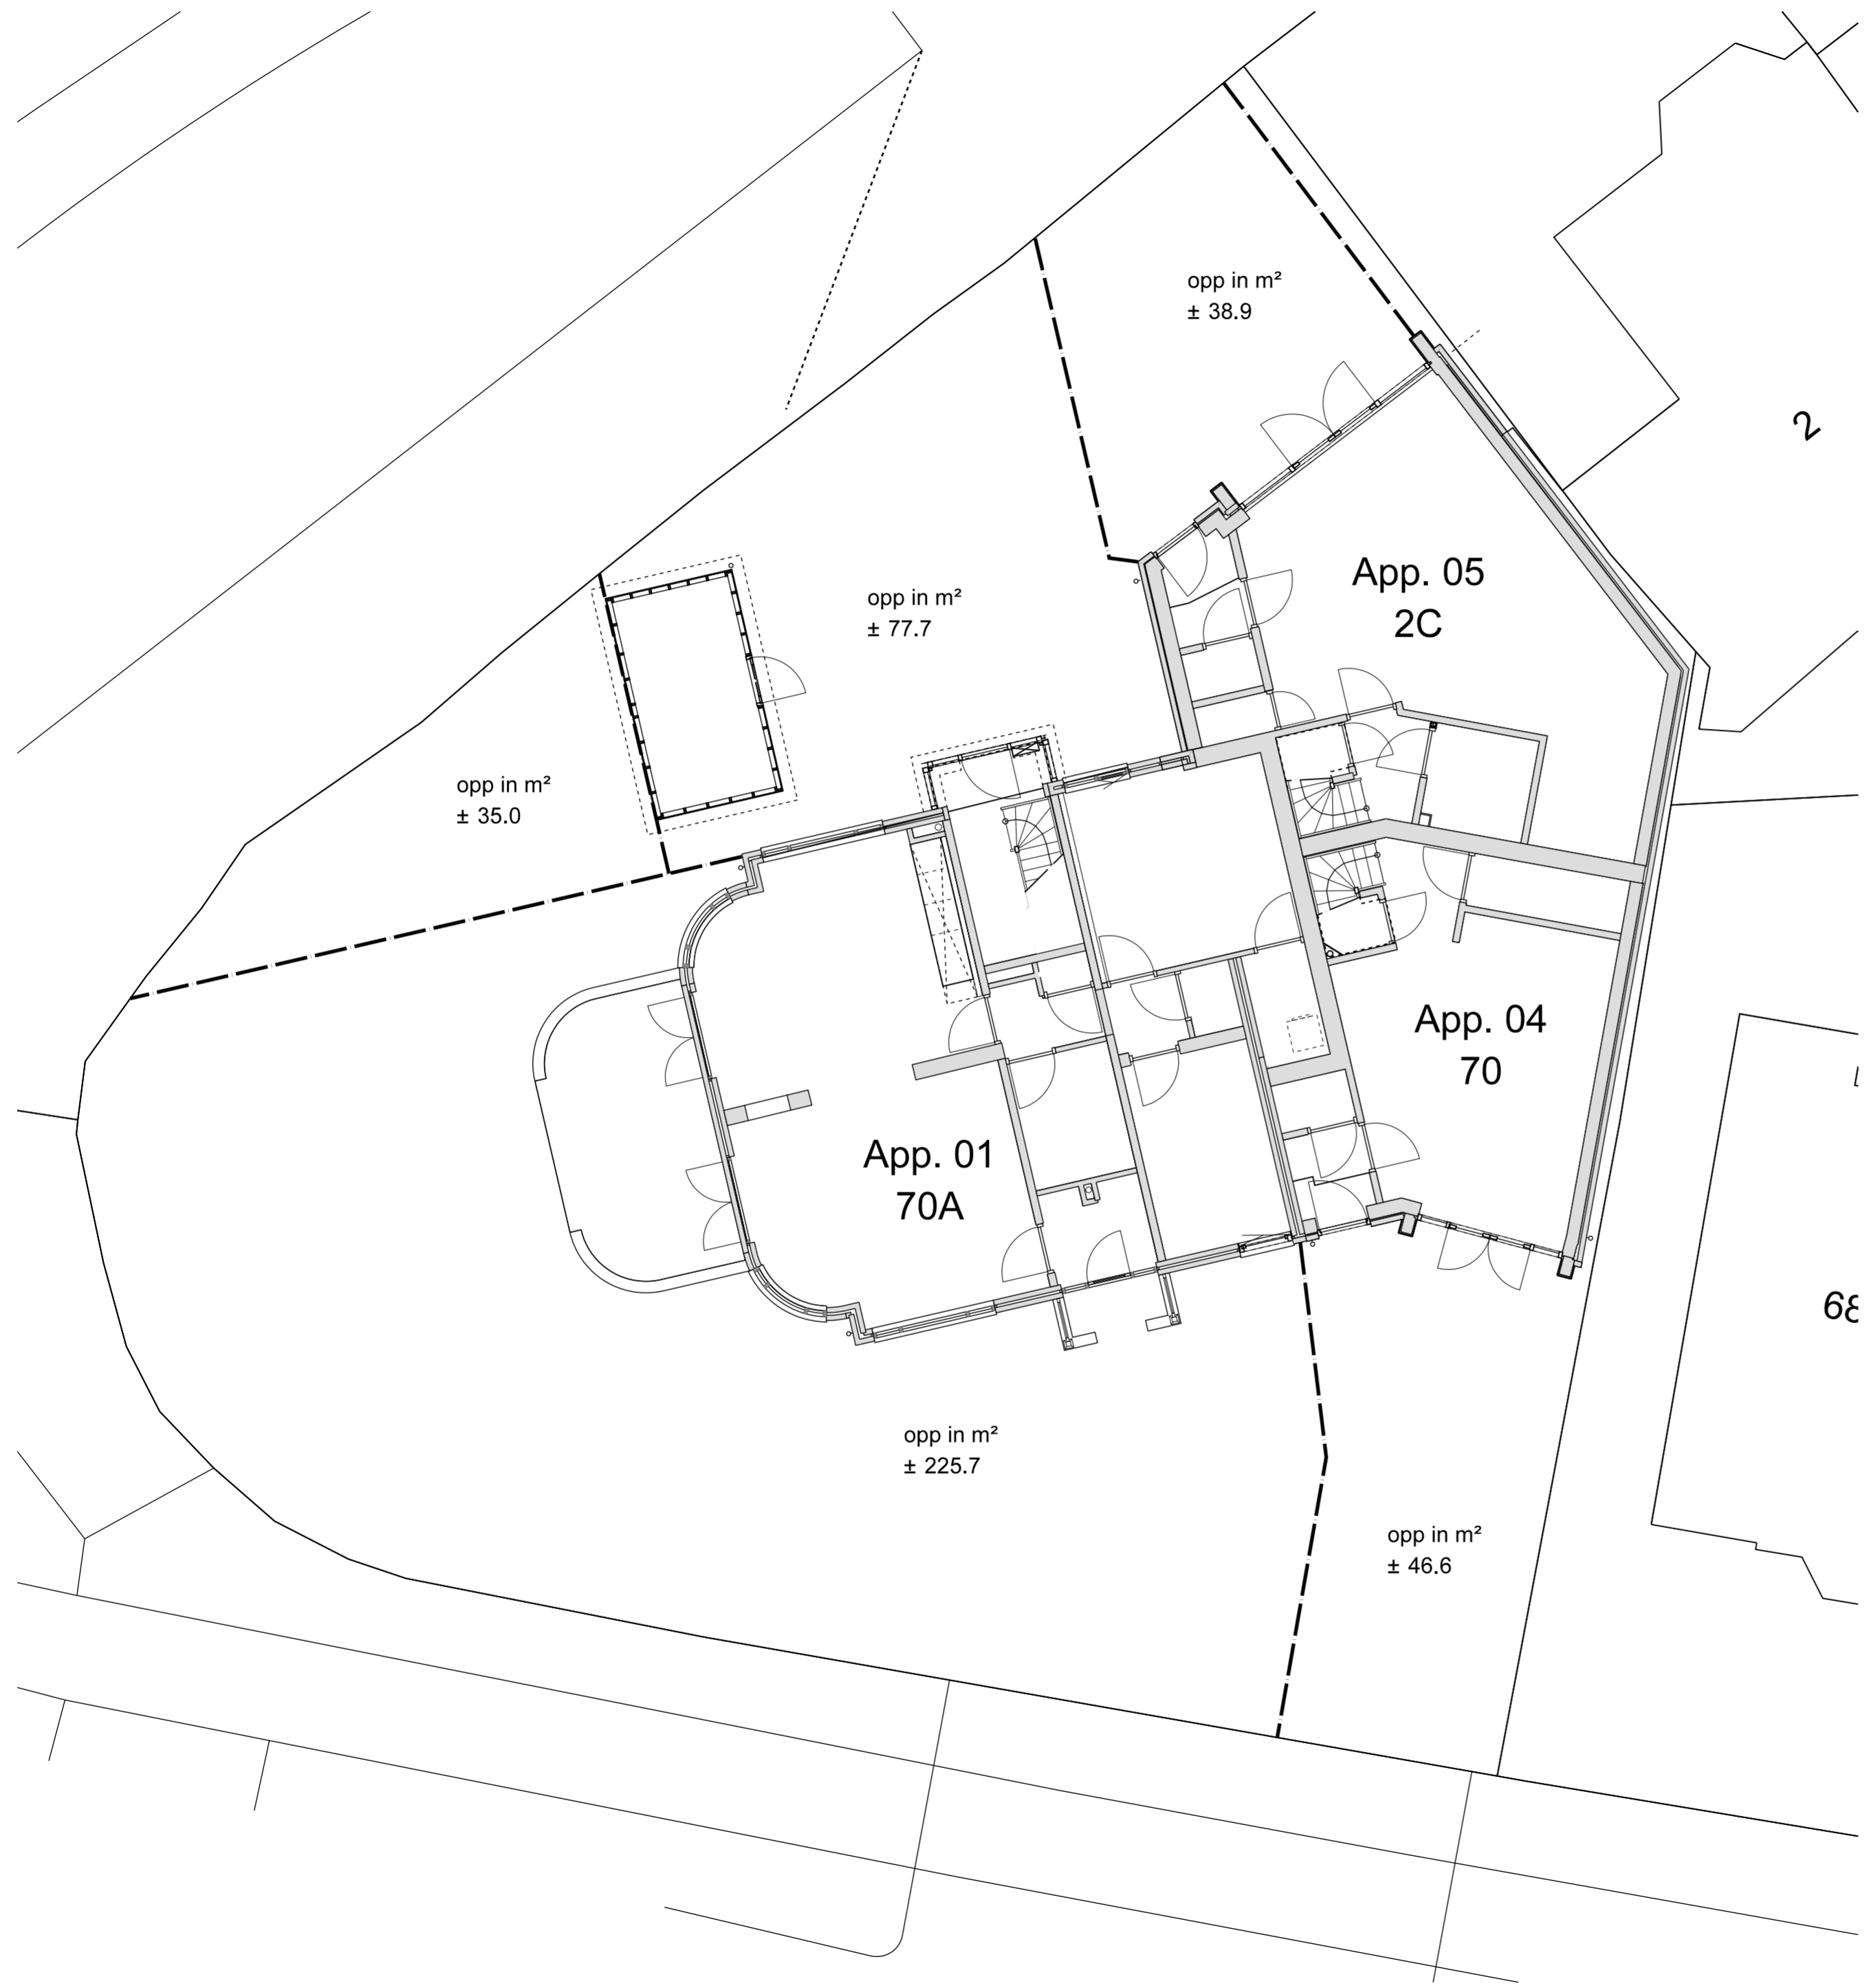 opp in m²
± 38.9
2
App. 05
2C
opp in m²
± 77.7
opp in m²
± 35.0
App. 04
70
App. 01
70A
68
opp in m²
± 225.7
opp in m²
± 46.6